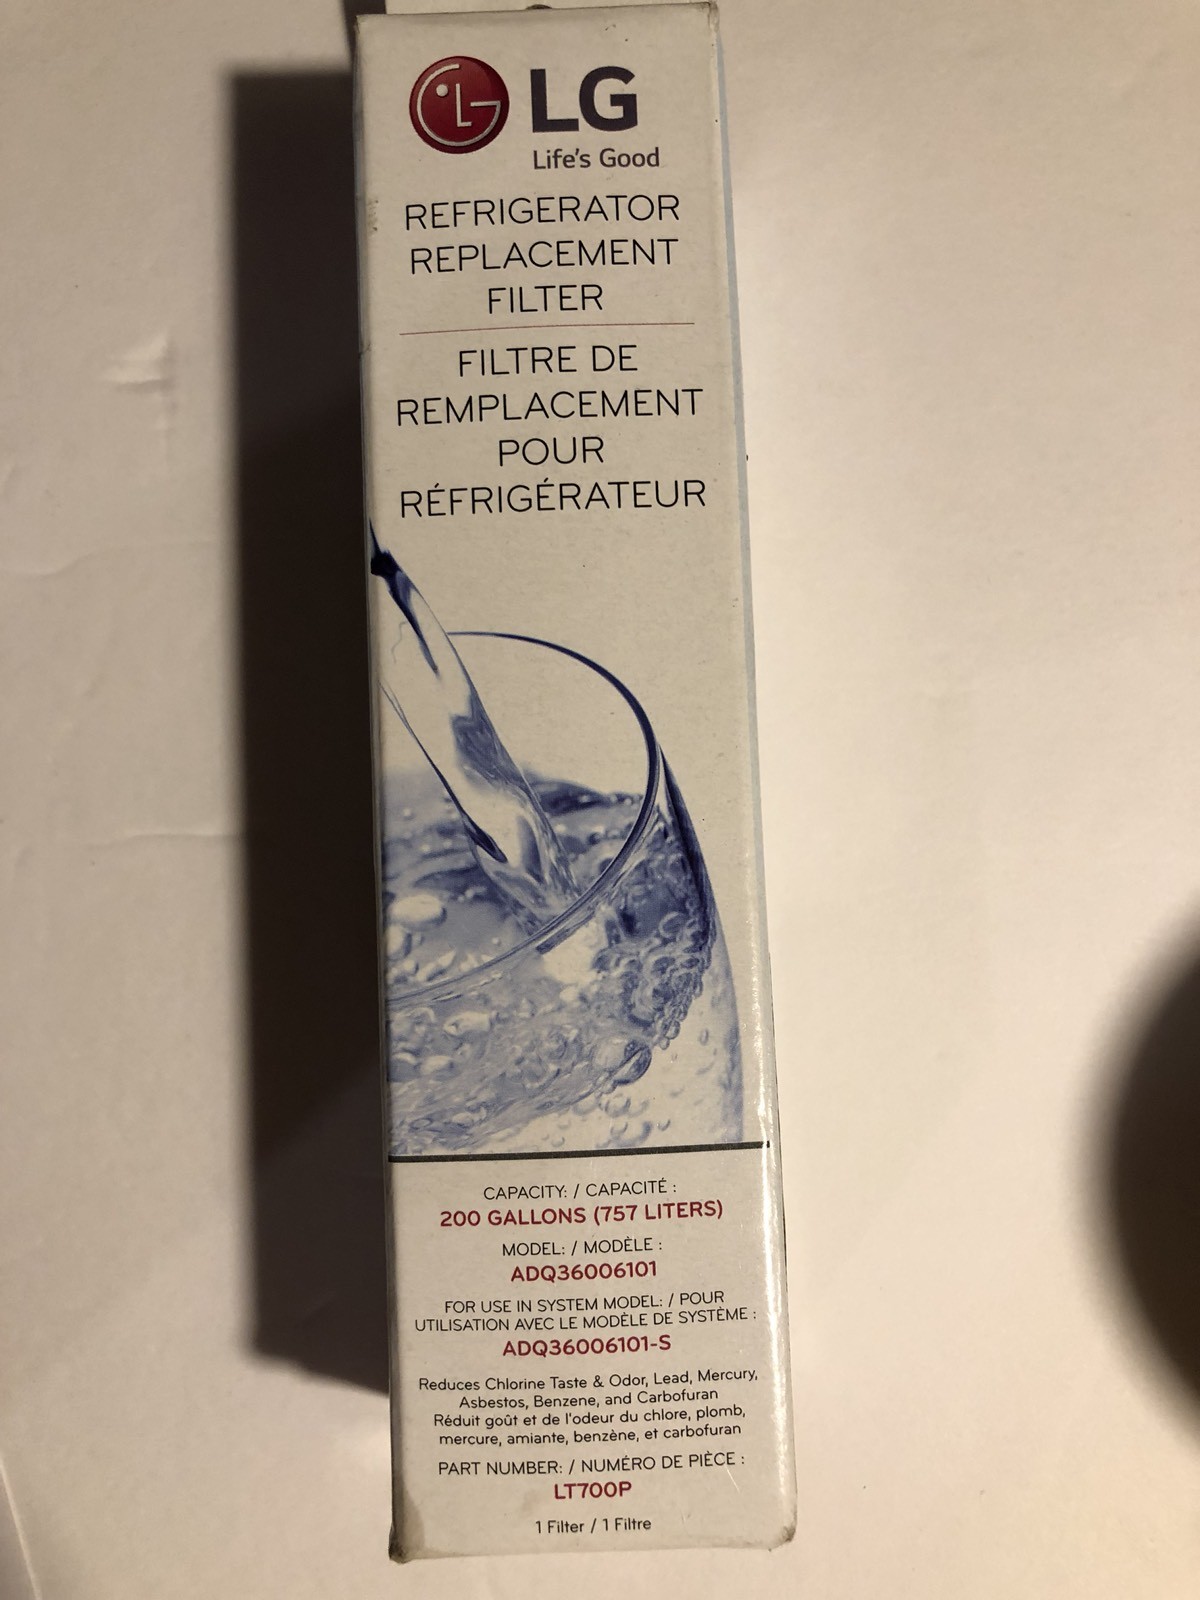 LG
Life's Good
REFRIGERATOR
REPLACEMENT
FILTER
FILTRE DE
REMPLACEMENT
POUR
RÉFRIGÉRATEUR
CAPACITY: / CAPACITÉ :
200 GALLONS (757 LITERS)
MODEL: / MODÈLE :
ADQ36006101
FOR USE IN SYSTEM MODEL: / POUR
UTILISATION AVEC LE MODÈLE DE SYSTÈME :
ADQ36006101-S
Reduces Chlorine Taste & Odor, Lead, Mercury,
Asbestos, Benzene, and Carbofuran
Réduit goût et de l'odeur du chlore, plomb,
mercure, amiante, benzène, et carbofuran
PART NUMBER: / NUMÉRO DE PIÈCE :
LT700P
1 Filter / 1 Filtre